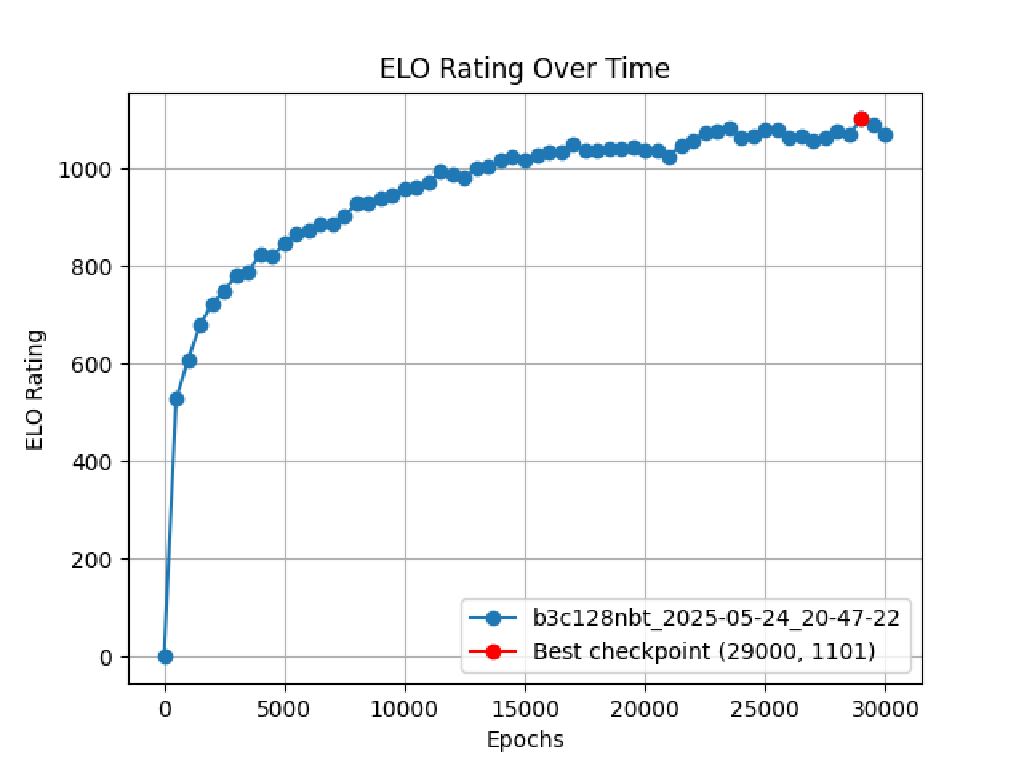 ELO Rating Over Time
ELO Rating
1000
800
600
400
200
0
0 5000 10000 15000 20000 25000 30000
Epochs
b3c128nbt_2025-05-24_20-47-22
Best checkpoint (29000, 1101)